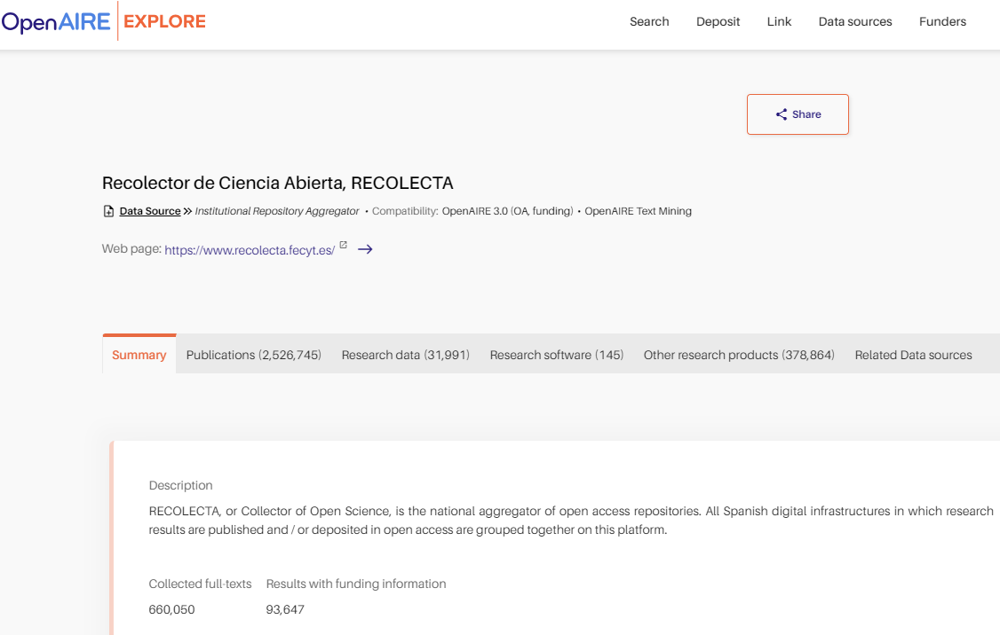 OpenAIRE EXPLORE Search Deposit Link Data sources Funders
Share
Recolector de Ciencia Abierta, RECOLECTA
Data Source » Institutional Repository Aggregator • Compatibility: OpenAIRE 3.0 (OA, funding) • OpenAIRE Text Mining
Web page: https://www.recolecta.fecyt.es/ →
Summary Publications (2,526,745) Research data (31,991) Research software (145) Other research products (378,864) Related Data sources
Description
RECOLECTA, or Collector of Open Science, is the national aggregator of open access repositories. All Spanish digital infrastructures in which research
results are published and / or deposited in open access are grouped together on this platform.
Collected full-texts Results with funding information
660,050 93,647